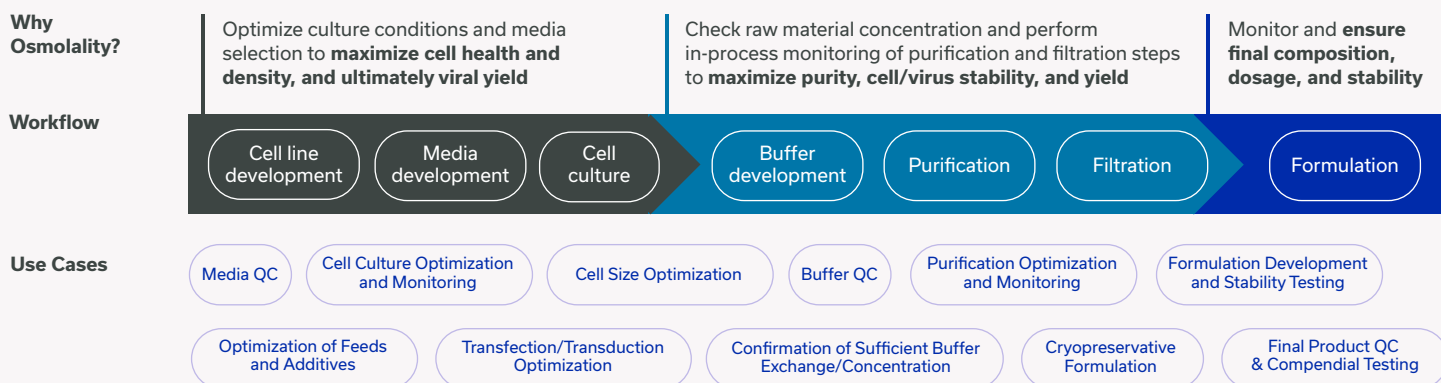 Why
Osmolality?
Optimize culture conditions and media
selection to maximize cell health and
density, and ultimately viral yield
Check raw material concentration and perform
in-process monitoring of purification and filtration steps
to maximize purity, cell/virus stability, and yield
Monitor and ensure
final composition,
dosage, and stability
Workflow
Cell line
development
Media
development
Cell
culture
Buffer
development
Purification
Filtration
Formulation
Use Cases
Media QC
Cell Culture Optimization
and Monitoring
Cell Size Optimization
Buffer QC
Purification Optimization
and Monitoring
Formulation Development
and Stability Testing
Optimization of Feeds
and Additives
Transfection/Transduction
Optimization
Confirmation of Sufficient Buffer
Exchange/Concentration
Cryopreservative
Formulation
Final Product QC
& Compendial Testing